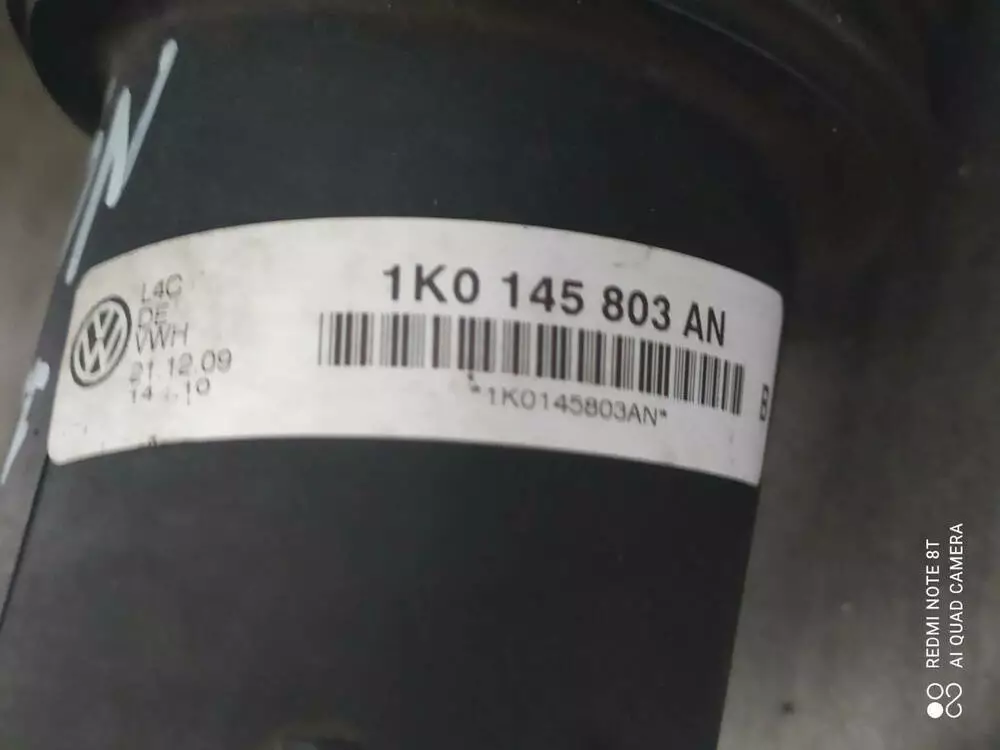 L4C
DE
VWH
21.12.09
1K0 145 803 AN
*1K0145803AN*
REDMI NOTE 8T
AI QUAD CAMERA